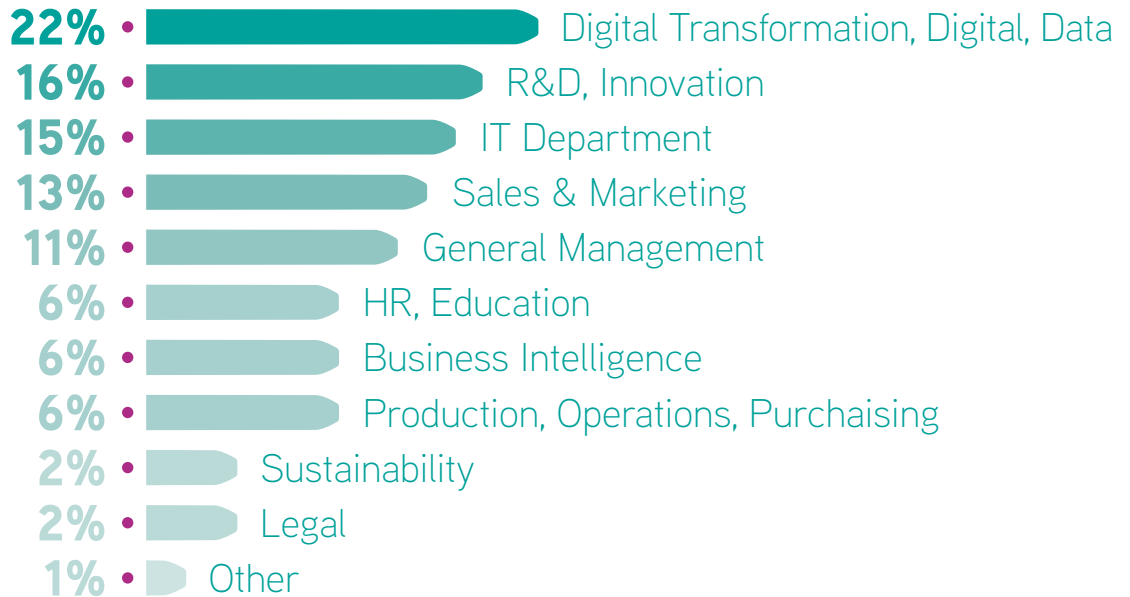 22% Digital Transformation, Digital, Data
16% R&D, Innovation
15% IT Department
13% Sales & Marketing
11% General Management
6% HR, Education
6% Business Intelligence
6% Production, Operations, Purchaising
2% Sustainability
2% Legal
1% Other